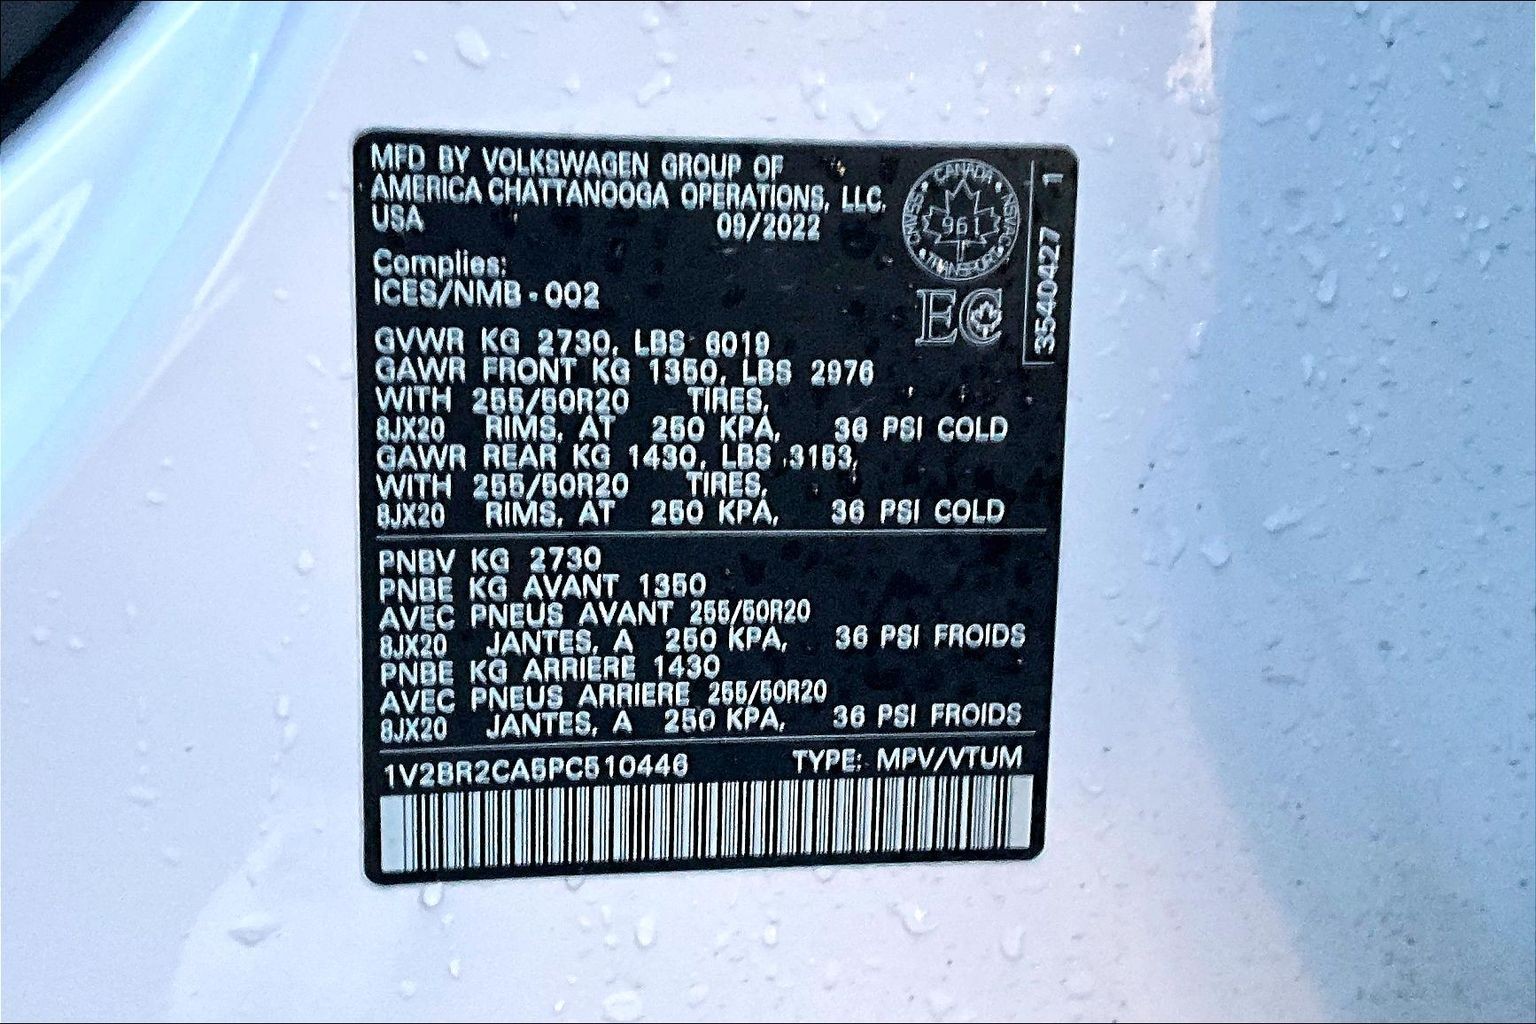 MFD BY VOLKSWAGEN GROUP OF
AMERICA CHATTANOOGA OPERATIONS, LLC.
USA 09/2022
CANADA
961
TRANSPORT
NSVAC
CANVSS
EC
3540427 1
Complies:
ICES/NMB-002
GVWR KG 2730, LBS 6019
GAWR FRONT KG 1350, LBS 2976
WITH 255/50R20 TIRES,
8JX20 RIMS, AT 250 KPA, 36 PSI COLD
GAWR REAR KG 1430, LBS 3153,
WITH 255/50R20 TIRES,
8JX20 RIMS, AT 250 KPA, 36 PSI COLD
PNBV KG 2730
PNBE KG AVANT 1350
AVEC PNEUS AVANT 255/50R20
8JX20 JANTES, A 250 KPA, 36 PSI FROIDS
PNBE KG ARRIERE 1430
AVEC PNEUS ARRIERE 255/50R20
8JX20 JANTES, A 250 KPA, 36 PSI FROIDS
1V2BR2CA5PC510446 TYPE: MPV/VTUM